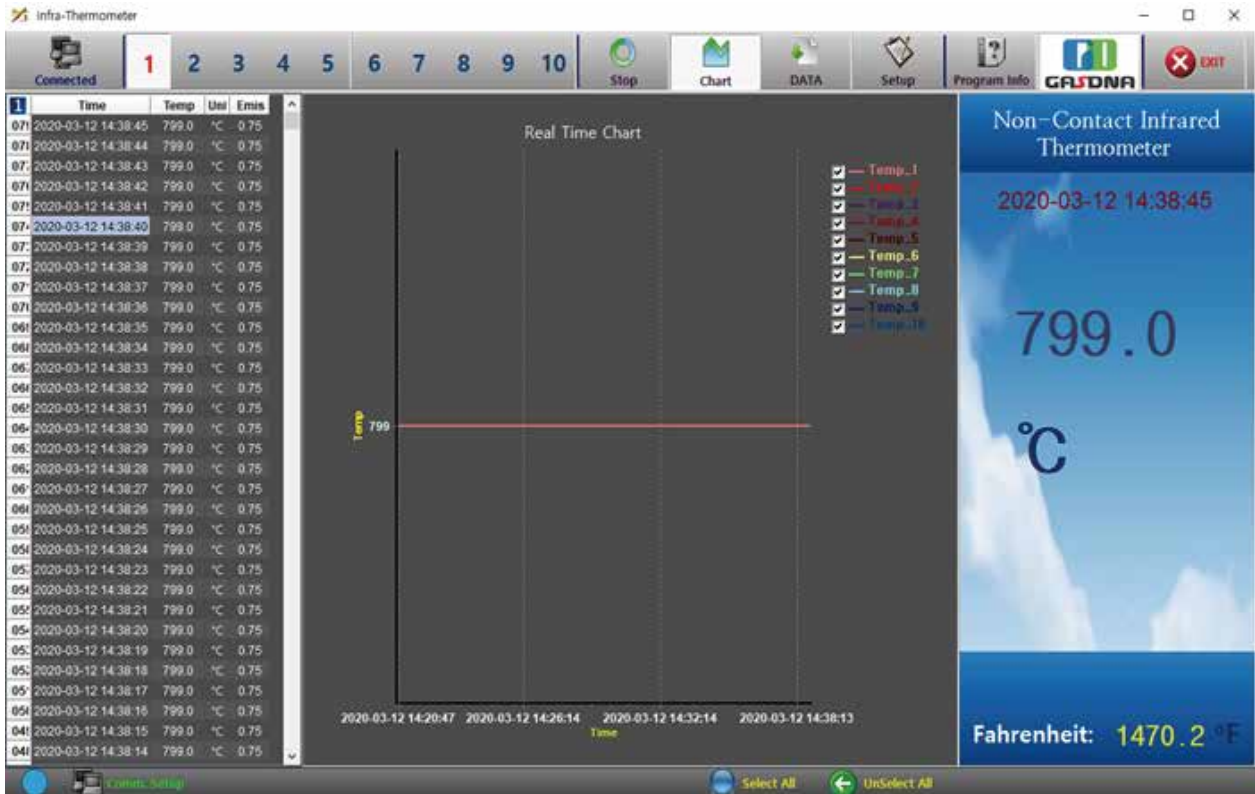 Infra-Thermometer
Connected
1 2 3 4 5 6 7 8 9 10
Stop
Chart
DATA
Setup
Program Info
GASDNA
EXIT
1 Time Temp Uni Emis
2020-03-12 14:38:45 799.0 ℃ 0.75
2020-03-12 14:38:44 799.0 ℃ 0.75
2020-03-12 14:38:43 799.0 ℃ 0.75
2020-03-12 14:38:42 799.0 ℃ 0.75
2020-03-12 14:38:41 799.0 ℃ 0.75
2020-03-12 14:38:40 799.0 ℃ 0.75
2020-03-12 14:38:39 799.0 ℃ 0.75
2020-03-12 14:38:38 799.0 ℃ 0.75
2020-03-12 14:38:37 799.0 ℃ 0.75
2020-03-12 14:38:36 799.0 ℃ 0.75
2020-03-12 14:38:35 799.0 ℃ 0.75
2020-03-12 14:38:34 799.0 ℃ 0.75
2020-03-12 14:38:33 799.0 ℃ 0.75
2020-03-12 14:38:32 799.0 ℃ 0.75
2020-03-12 14:38:31 799.0 ℃ 0.75
2020-03-12 14:38:30 799.0 ℃ 0.75
2020-03-12 14:38:29 799.0 ℃ 0.75
2020-03-12 14:38:28 799.0 ℃ 0.75
2020-03-12 14:38:27 799.0 ℃ 0.75
2020-03-12 14:38:26 799.0 ℃ 0.75
2020-03-12 14:38:25 799.0 ℃ 0.75
2020-03-12 14:38:24 799.0 ℃ 0.75
2020-03-12 14:38:23 799.0 ℃ 0.75
2020-03-12 14:38:22 799.0 ℃ 0.75
2020-03-12 14:38:21 799.0 ℃ 0.75
2020-03-12 14:38:20 799.0 ℃ 0.75
2020-03-12 14:38:19 799.0 ℃ 0.75
2020-03-12 14:38:18 799.0 ℃ 0.75
2020-03-12 14:38:17 799.0 ℃ 0.75
2020-03-12 14:38:16 799.0 ℃ 0.75
2020-03-12 14:38:15 799.0 ℃ 0.75
2020-03-12 14:38:14 799.0 ℃ 0.75
Real Time Chart
Temp_1
Temp_2
Temp_3
Temp_4
Temp_5
Temp_6
Temp_7
Temp_8
Temp_9
Temp_10
Temp
799
2020-03-12 14:20:47 2020-03-12 14:26:14 2020-03-12 14:32:14 2020-03-12 14:38:13
Time
Non-Contact Infrared
Thermometer
2020-03-12 14:38:45
799.0
℃
Fahrenheit: 1470.2 °F
Comm. Setup
Select All
UnSelect All